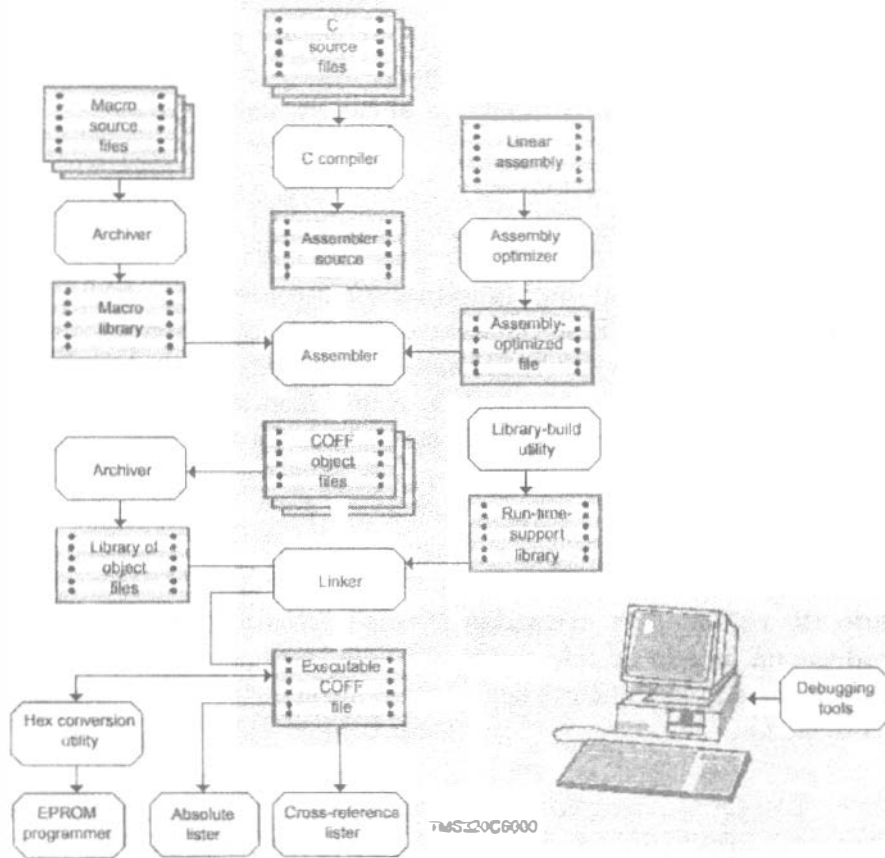 C
source
files
Macro
source
files
C compiler
Linear
assembly
Archiver
Assembler
source
Assembly
optimizer
Macro
library
Assembler
Assembly-
optimized
file
Archiver
COFF
object
files
Library-build
utility
Library of
object
files
Linker
Run-time-
support
library
Executable
COFF
file
Debugging
tools
Hex conversion
utility
EPROM
programmer
Absolute
lister
Cross-reference
lister